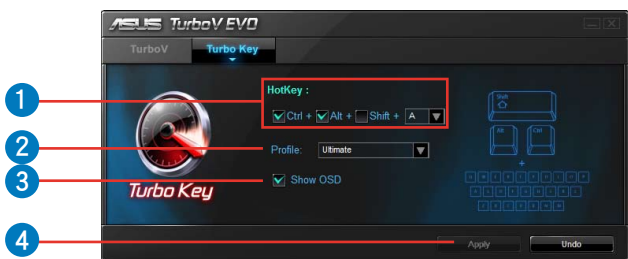 ASUS TurboV EVO
TurboV Turbo Key
1
HotKey :
Ctrl + Alt + Shift + A
2
Profile: Ultimate
3
Show OSD
Turbo Key
Shift
Alt Ctrl
+
4
Apply Undo